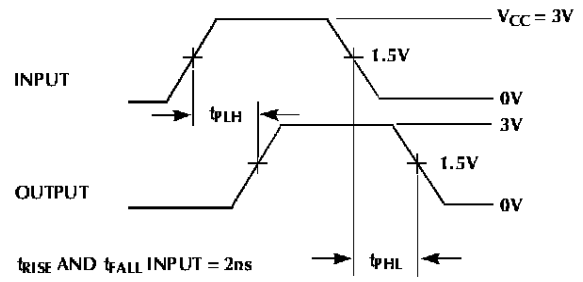 VCC = 3V
1.5V
INPUT
tPLH
0V
3V
1.5V
OUTPUT
0V
tRISE AND tFALL INPUT = 2ns
tPHL